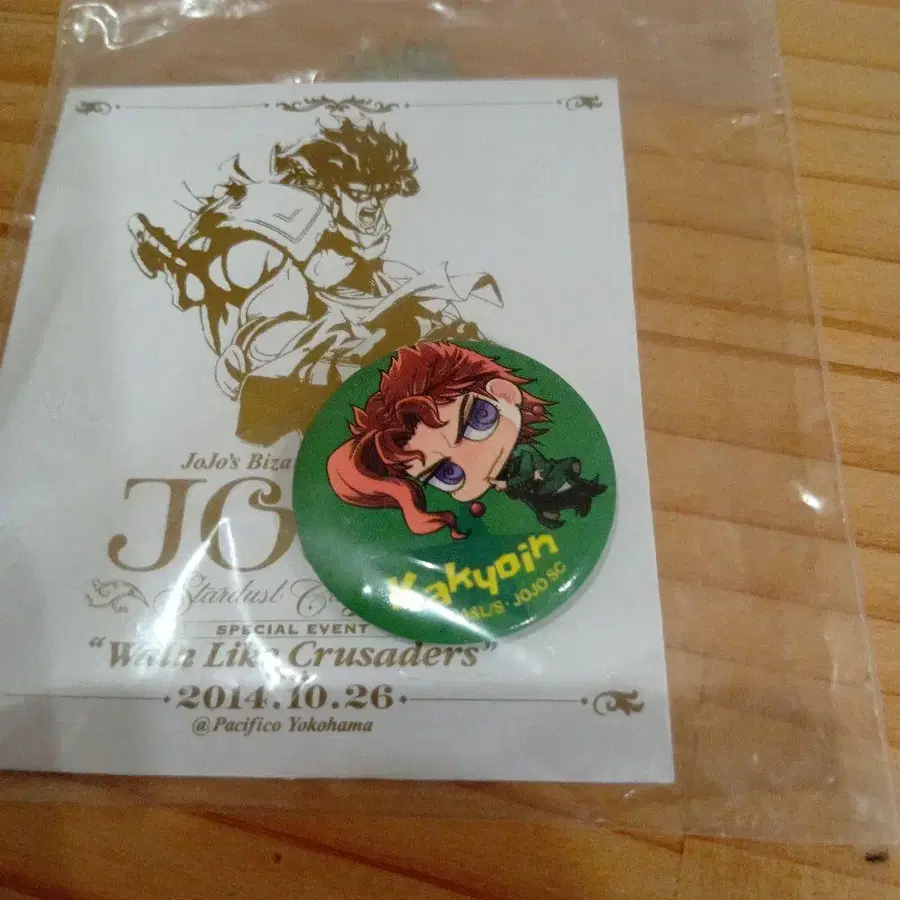 JoJo's Biza
JO
Stardust
SPECIAL EVENT
"Walk Like Crusaders"
·2014.10.26·
@Pacifico Yokohama
Kakyoin
L/S·JOJO SC